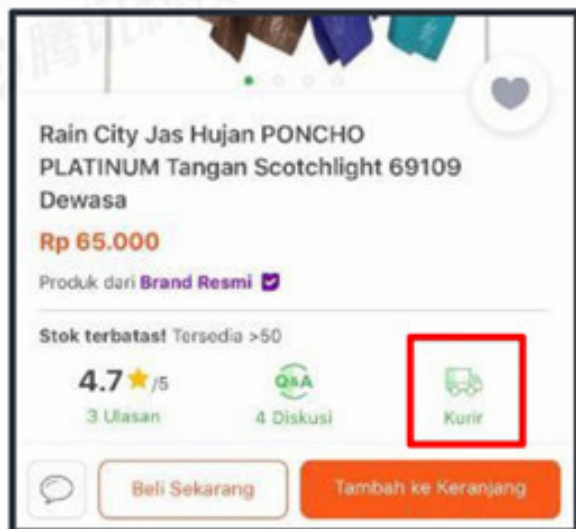 Rain City Jas Hujan PONCHO
PLATINUM Tangan Scotchlight 69109
Dewasa
Rp 65.000
Produk dari Brand Resmi
Stok terbatas! Tersedia >50
4.7 /5
Q&A
3 Ulasan
4 Diskusi
Kurir
Beli Sekarang
Tambah ke Keranjang